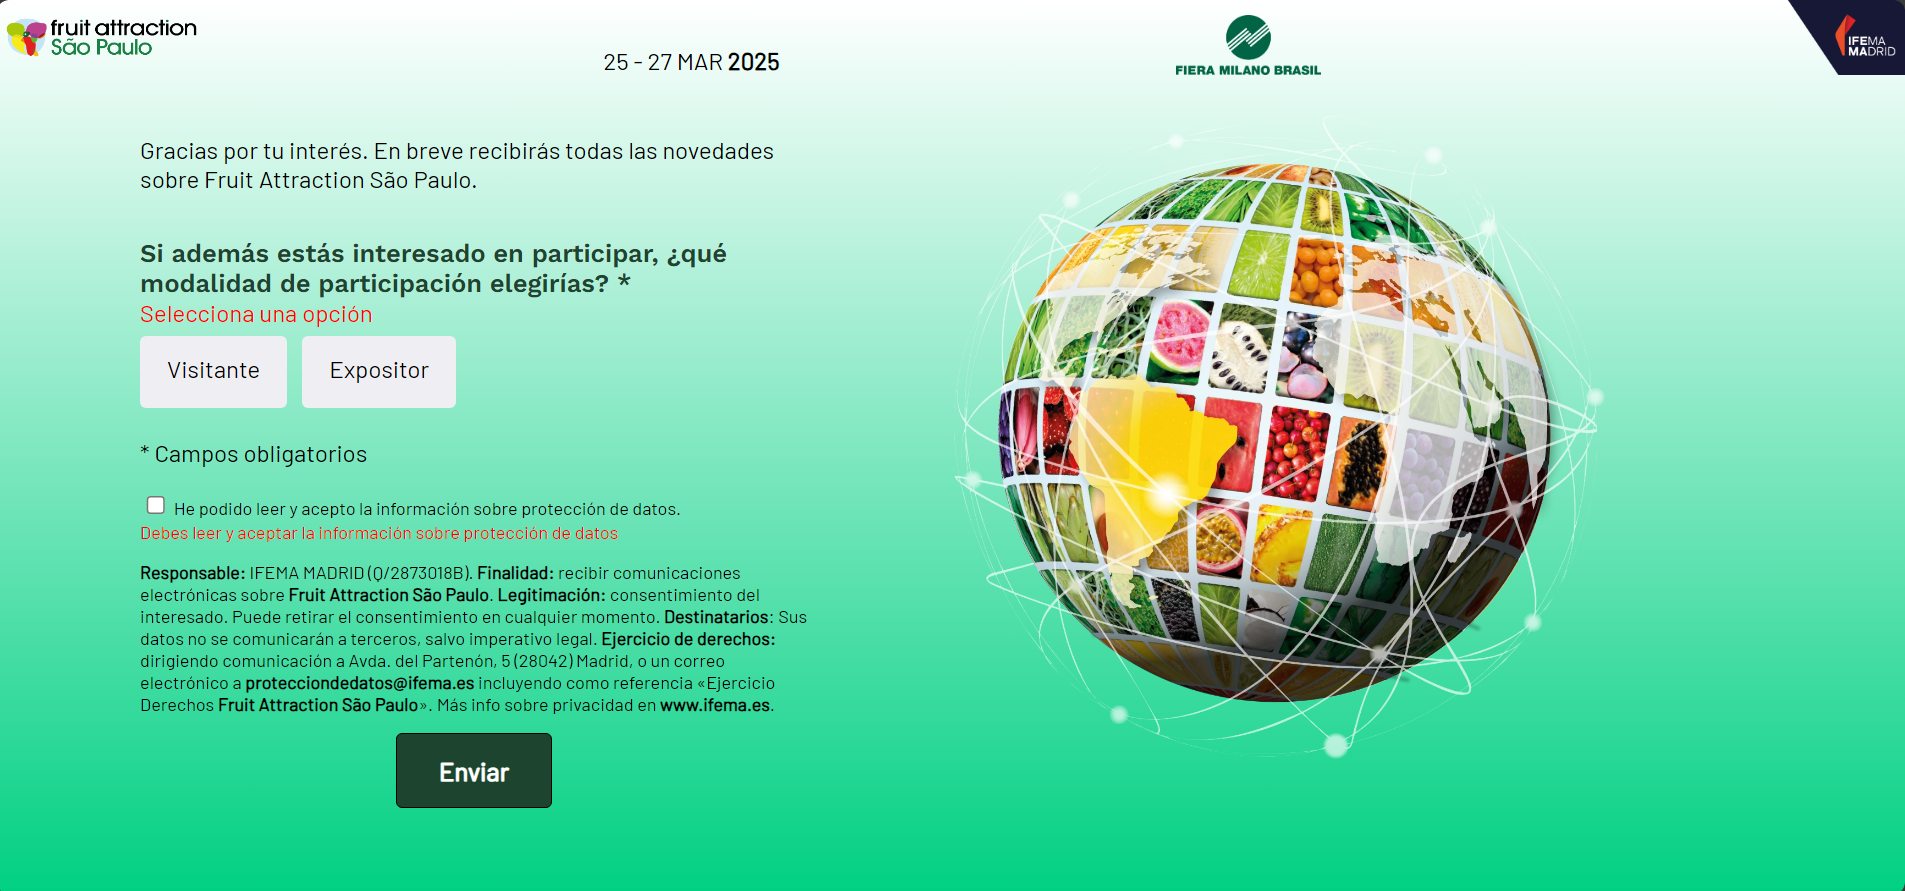 fruit attraction
São Paulo
25 - 27 MAR 2025
FIERA MILANO BRASIL
IFEMA
MADRID
Gracias por tu interés. En breve recibirás todas las novedades
sobre Fruit Attraction São Paulo.
Si además estás interesado en participar, ¿qué
modalidad de participación elegirías? *
Selecciona una opción
Visitante
Expositor
* Campos obligatorios
He podido leer y acepto la información sobre protección de datos.
Debes leer y aceptar la información sobre protección de datos
Responsable: IFEMA MADRID (Q/2873018B). Finalidad: recibir comunicaciones
electrónicas sobre Fruit Attraction São Paulo. Legitimación: consentimiento del
interesado. Puede retirar el consentimiento en cualquier momento. Destinatarios: Sus
datos no se comunicarán a terceros, salvo imperativo legal. Ejercicio de derechos:
dirigiendo comunicación a Avda. del Partenón, 5 (28042) Madrid, o un correo
electrónico a protecciondedatos@ifema.es incluyendo como referencia «Ejercicio
Derechos Fruit Attraction São Paulo». Más info sobre privacidad en www.ifema.es.
Enviar